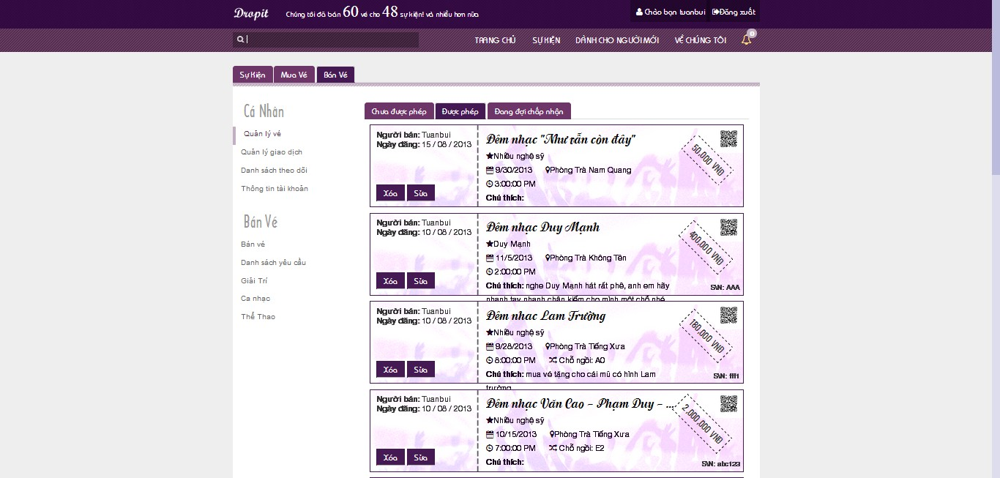 Dropit
Chúng tôi đã bán 60 vé cho 48 sự kiện! và nhiều hơn nữa
Chào bạn tuanbui
Đăng xuất
TRANG CHỦ
SỰ KIỆN
DÀNH CHO NGƯỜI MỚI
VỀ CHÚNG TÔI
0
Sự Kiện
Mua Vé
Bán Vé
Cá Nhân
Quản lý vé
Quản lý giao dịch
Danh sách theo dõi
Thông tin tài khoản
Bán Vé
Bán vé
Danh sách yêu cầu
Giải Trí
Ca nhạc
Thể Thao
Chưa được phép
Được phép
Đang đợi chấp nhận
Người bán: Tuanbui
Ngày đăng: 15 / 08 / 2013
Xóa
Sửa
Đêm nhạc "Như vẫn còn đây"
Nhiều nghệ sỹ
9/30/2013
Phòng Trà Nam Quang
3:00:00 PM
Chú thích:
50,000 VNĐ
Người bán: Tuanbui
Ngày đăng: 10 / 08 / 2013
Xóa
Sửa
Đêm nhạc Duy Mạnh
Duy Mạnh
11/5/2013
Phòng Trà Không Tên
2:00:00 PM
Chú thích: nghe Duy Mạnh hát rất phê, anh em hãy
nhanh tay nhanh chân kiếm cho mình một chỗ nhé
400,000 VNĐ
S\N: AAA
Người bán: Tuanbui
Ngày đăng: 10 / 08 / 2013
Xóa
Sửa
Đêm nhạc Lam Trường
Nhiều nghệ sỹ
9/28/2013
Phòng Trà Tiếng Xưa
8:00:00 PM
Chỗ ngồi: A0
Chú thích: mua vé tặng cho cái mũ có hình Lam
trường
180,000 VNĐ
S\N: ffff1
Người bán: Tuanbui
Ngày đăng: 10 / 08 / 2013
Xóa
Sửa
Đêm nhạc Văn Cao – Phạm Duy – ...
Nhiều nghệ sỹ
10/15/2013
Phòng Trà Tiếng Xưa
7:00:00 PM
Chỗ ngồi: E2
Chú thích:
2,000,000 VNĐ
S\N: abc123